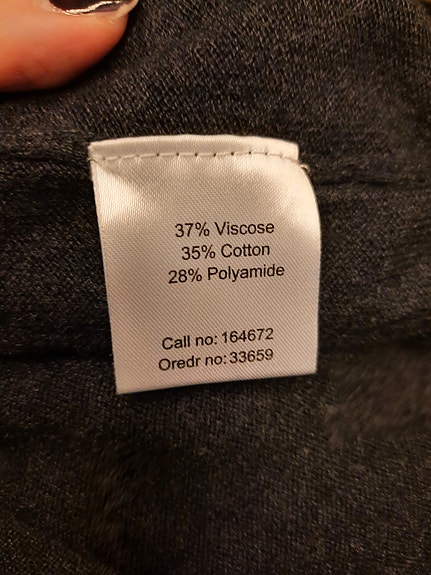 37% Viscose
35% Cotton
28% Polyamide
Call no: 164672
Oredr no: 33659